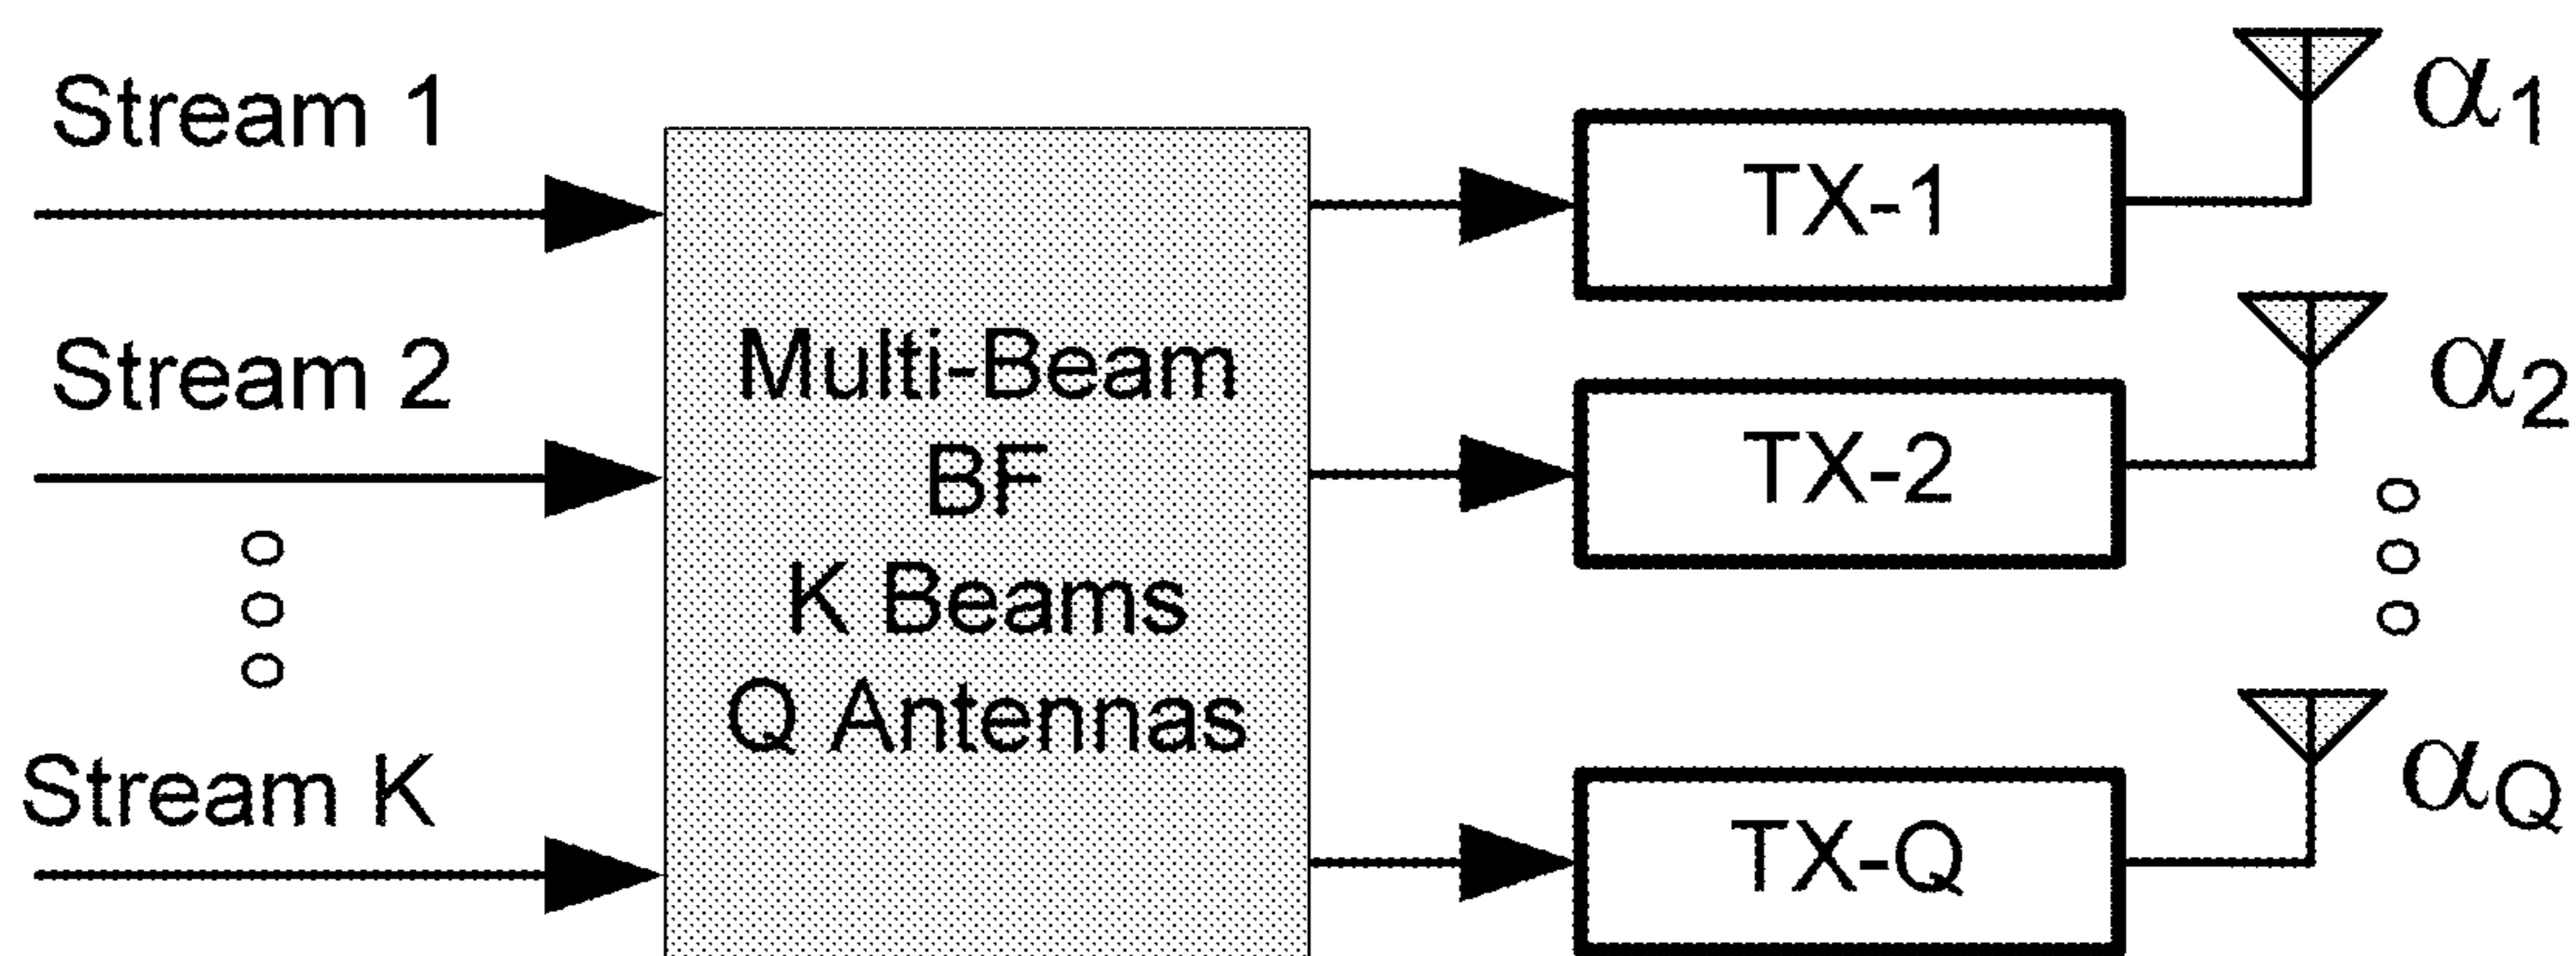 Stream 1
Stream 2
Stream K
Multi-Beam
BF
K Beams
Q Antennas
TX-1
TX-2
TX-Q
α1
α2
αQ